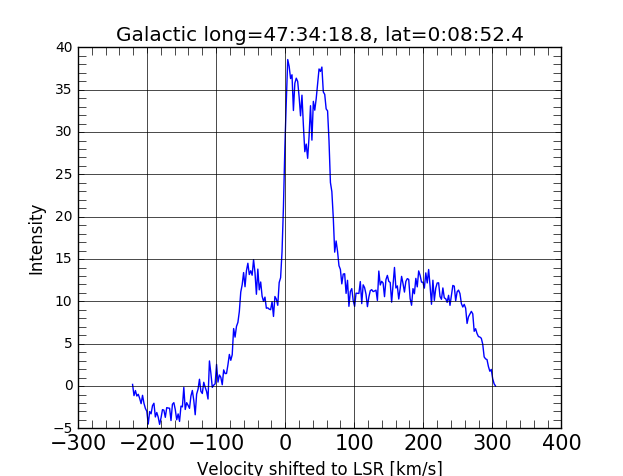 Galactic long=47:34:18.8, lat=0:08:52.4
40
35
30
25
20
15
10
5
0
−5
Intensity
−300 −200 −100 0 100 200 300 400
Velocity shifted to LSR [km/s]